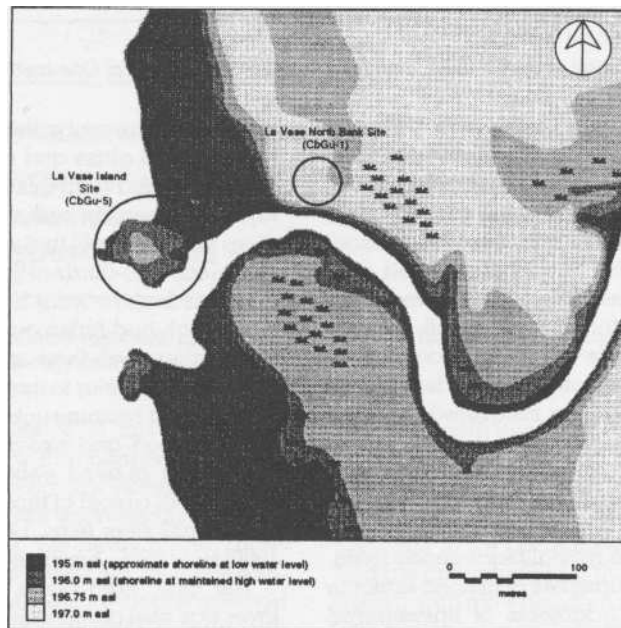 La Vase North Bank Site
(CbGu-1)
La Vase Island
Site
(CbGu-5)
195 m asl (approximate shoreline at low water level)
196.0 m asl (shoreline at maintained high water level)
196.75 m asl
197.0 m asl
0
100
metres